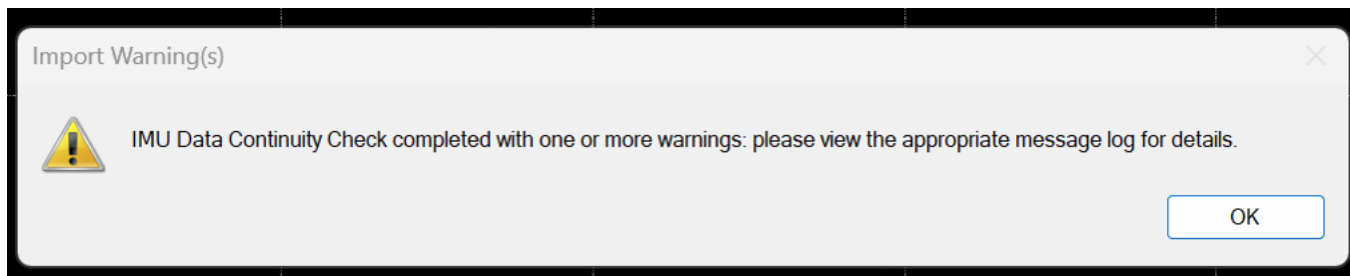 Import Warning(s)
IMU Data Continuity Check completed with one or more warnings: please view the appropriate message log for details.
OK